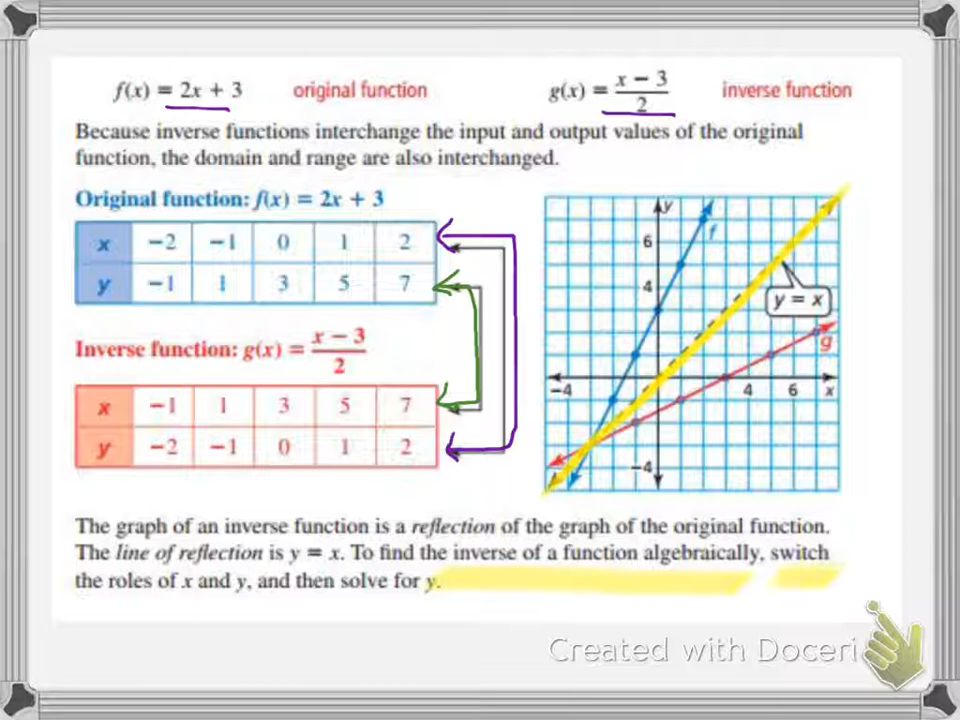 f(x) = 2x + 3 original function g(x) = (x − 3)/2 inverse function
Because inverse functions interchange the input and output values of the original
function, the domain and range are also interchanged.
Original function: f(x) = 2x + 3
x −2 −1 0 1 2
y −1 1 3 5 7
Inverse function: g(x) = (x − 3)/2
x −1 1 3 5 7
y −2 −1 0 1 2
y
f
6
4
y = x
g
−4 4 6 x
−4
The graph of an inverse function is a reflection of the graph of the original function.
The line of reflection is y = x. To find the inverse of a function algebraically, switch
the roles of x and y, and then solve for y.
Created with Doceri